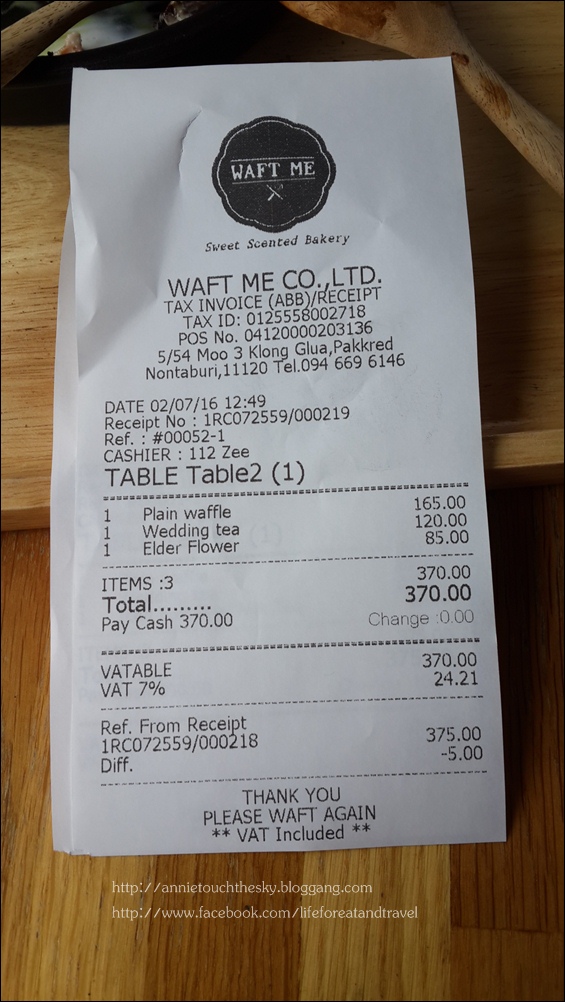 WAFT ME
Sweet Scented Bakery
WAFT ME CO.,LTD.
TAX INVOICE (ABB)/RECEIPT
TAX ID: 0125558002718
POS No. 04120000203136
5/54 Moo 3 Klong Glua,Pakkred
Nontaburi,11120 Tel.094 669 6146
DATE 02/07/16 12:49
Receipt No : 1RC072559/000219
Ref. : #00052-1
CASHIER : 112 Zee
TABLE Table2 (1)
1 Plain waffle 165.00
1 Wedding tea 120.00
1 Elder Flower 85.00
ITEMS :3 370.00
Total......... 370.00
Pay Cash 370.00 Change :0.00
VATABLE 370.00
VAT 7% 24.21
Ref. From Receipt
1RC072559/000218 375.00
Diff. -5.00
THANK YOU
PLEASE WAFT AGAIN
** VAT Included **
http://annietouchthesky.bloggang.com
http://www.facebook.com/lifeforeatandtravel